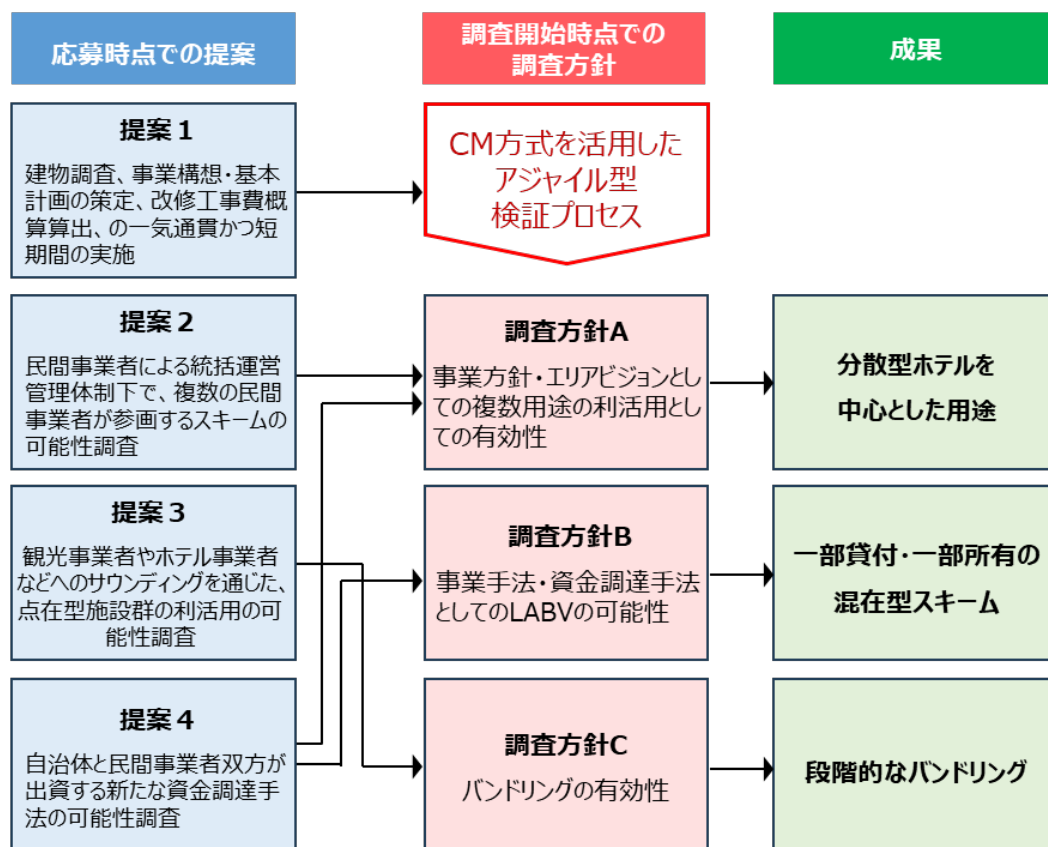 応募時点での提案
調査開始時点での
調査方針
成果
提案１
建物調査、事業構想・基本
計画の策定、改修工事費概
算算出、の一気通貫かつ短
期間の実施
CM方式を活用した
アジャイル型
検証プロセス
提案２
民間事業者による統括運営
管理体制下で、複数の民間
事業者が参画するスキームの
可能性調査
調査方針A
事業方針・エリアビジョンとし
ての複数用途の利活用とし
ての有効性
分散型ホテルを
中心とした用途
提案３
観光事業者やホテル事業者
などへのサウンディングを通じた、
点在型施設群の利活用の可
能性調査
調査方針B
事業手法・資金調達手法
としてのLABVの可能性
一部貸付・一部所有の
混在型スキーム
提案４
自治体と民間事業者双方が
出資する新たな資金調達手
法の可能性調査
調査方針C
バンドリングの有効性
段階的なバンドリング